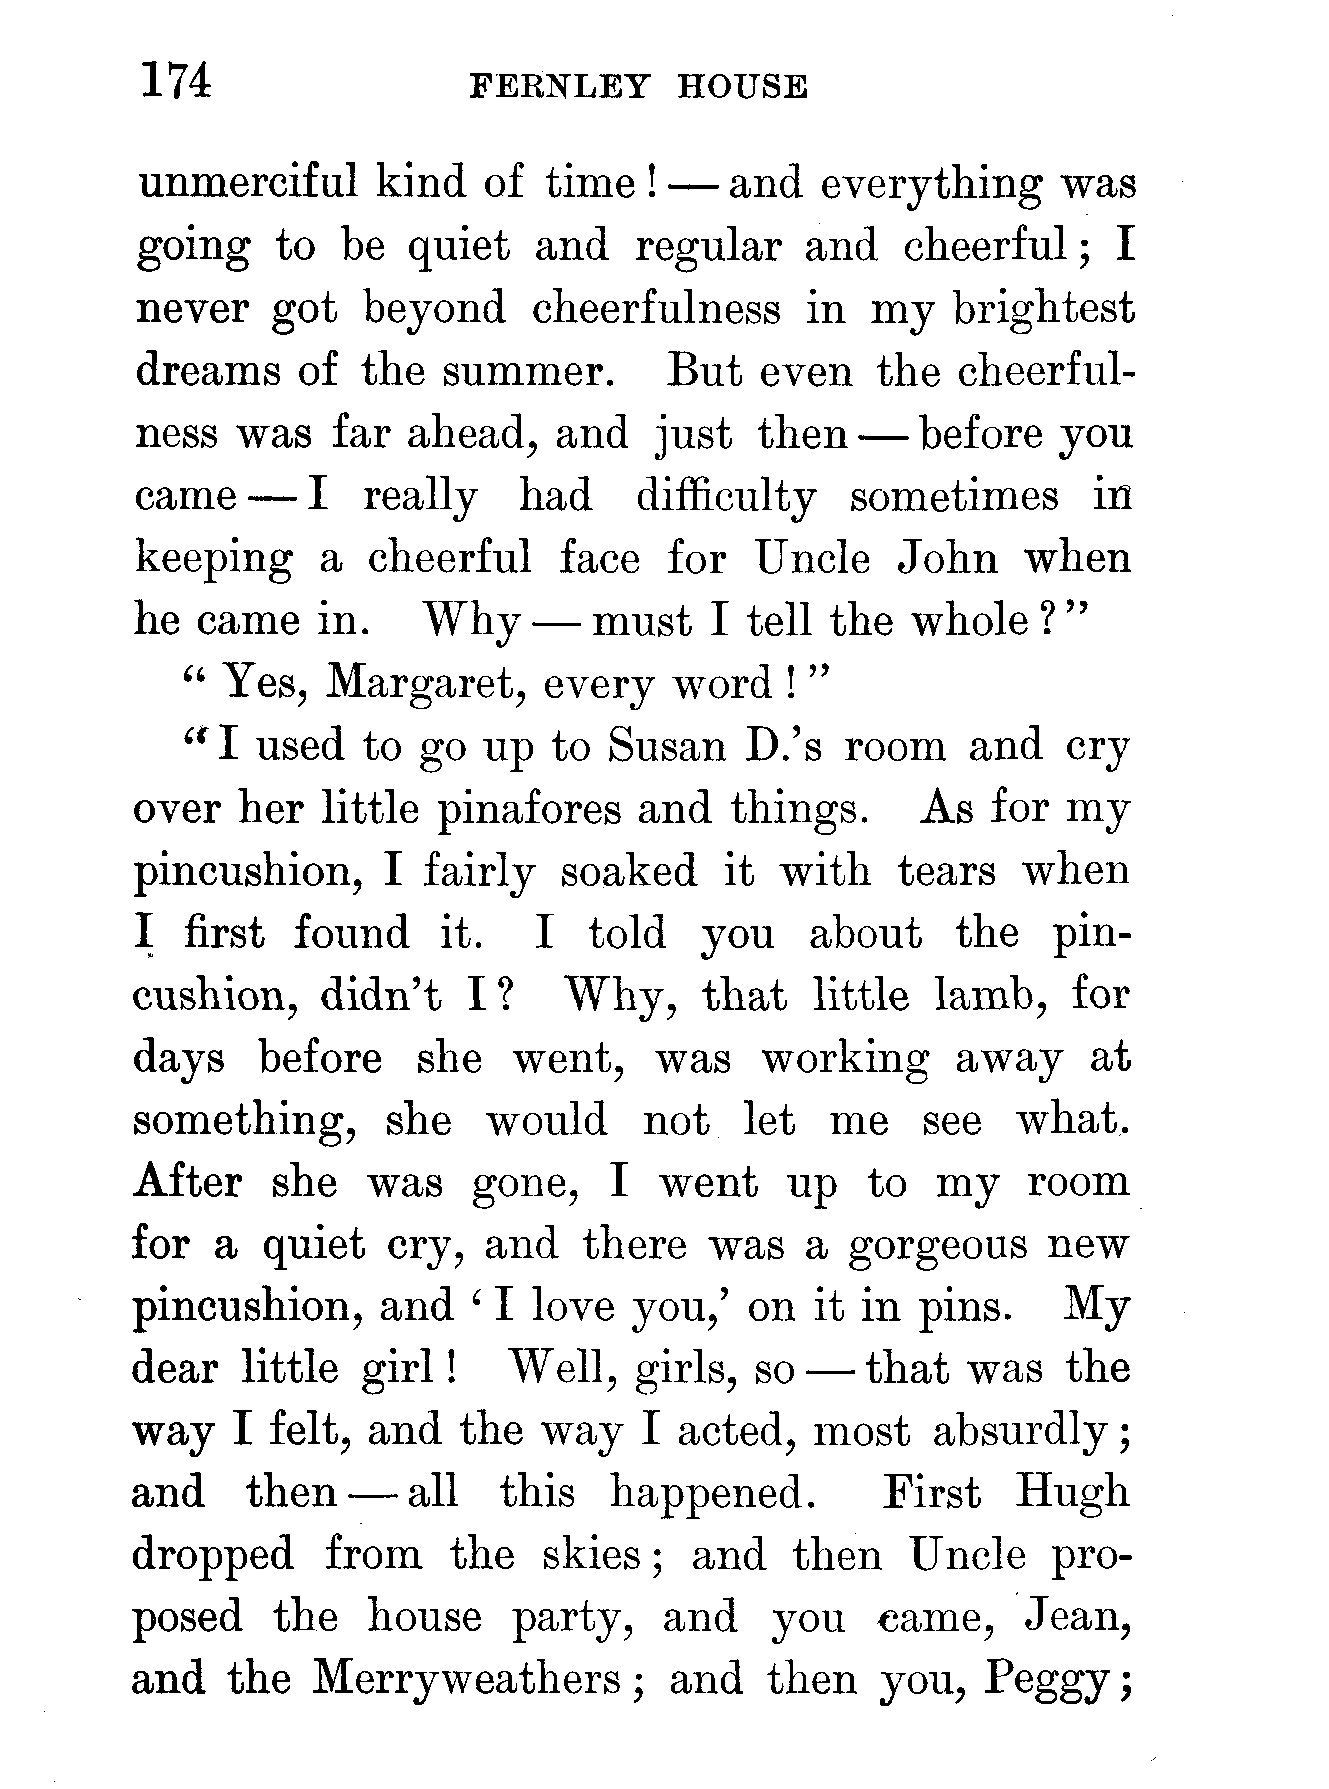 174 FERNLEY HOUSE
unmerciful kind of time! — and everything was
going to be quiet and regular and cheerful; I
never got beyond cheerfulness in my brightest
dreams of the summer. But even the cheerful-
ness was far ahead, and just then — before you
came — I really had difficulty sometimes in
keeping a cheerful face for Uncle John when
he came in. Why — must I tell the whole?"
"Yes, Margaret, every word!"
"I used to go up to Susan D.'s room and cry
over her little pinafores and things. As for my
pincushion, I fairly soaked it with tears when
I first found it. I told you about the pin-
cushion, didn't I? Why, that little lamb, for
days before she went, was working away at
something, she would not let me see what.
After she was gone, I went up to my room
for a quiet cry, and there was a gorgeous new
pincushion, and 'I love you,' on it in pins. My
dear little girl! Well, girls, so — that was the
way I felt, and the way I acted, most absurdly;
and then — all this happened. First Hugh
dropped from the skies; and then Uncle pro-
posed the house party, and you came, Jean,
and the Merryweathers; and then you, Peggy;